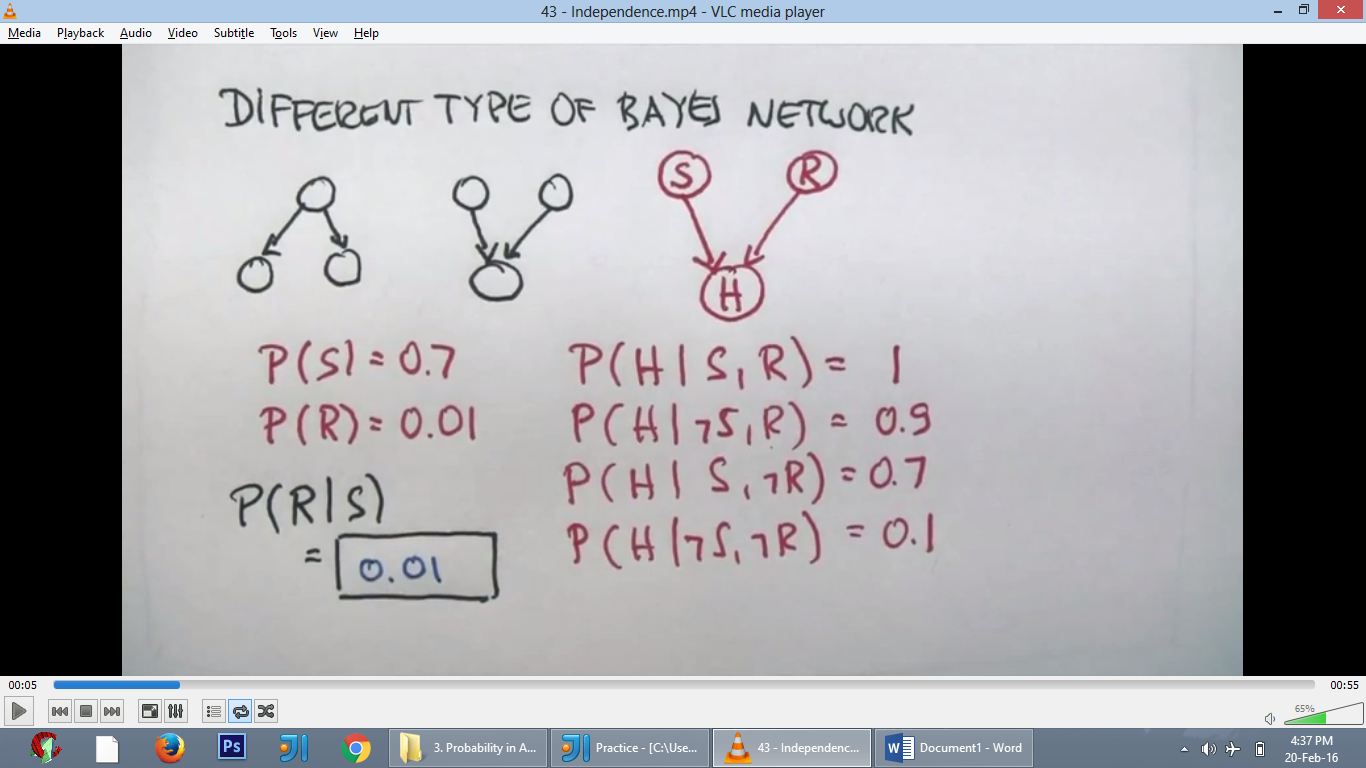 43 - Independence.mp4 - VLC media player
Media Playback Audio Video Subtitle Tools View Help
DIFFERENT TYPE OF BAYES NETWORK
S R
H
P(S) = 0.7
P(R) = 0.01
P(R|S)
= 0.01
P(H|S,R) = 1
P(H|¬S,R) = 0.9
P(H|S,¬R) = 0.7
P(H|¬S,¬R) = 0.1
00:05 00:55
65%
Ps
3. Probability in A...
Practice - [C:\Use...
43 - Independence...
Document1 - Word
4:37 PM
20-Feb-16